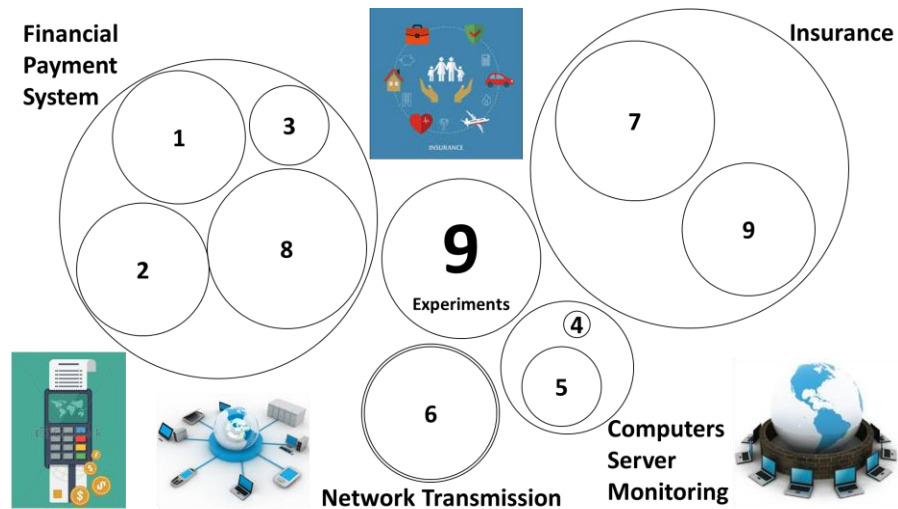 Financial
Payment
System
1
3
2
8
INSURANCE
Insurance
7
9
9
Experiments
4
5
6
Network Transmission
Computers
Server
Monitoring
$
$